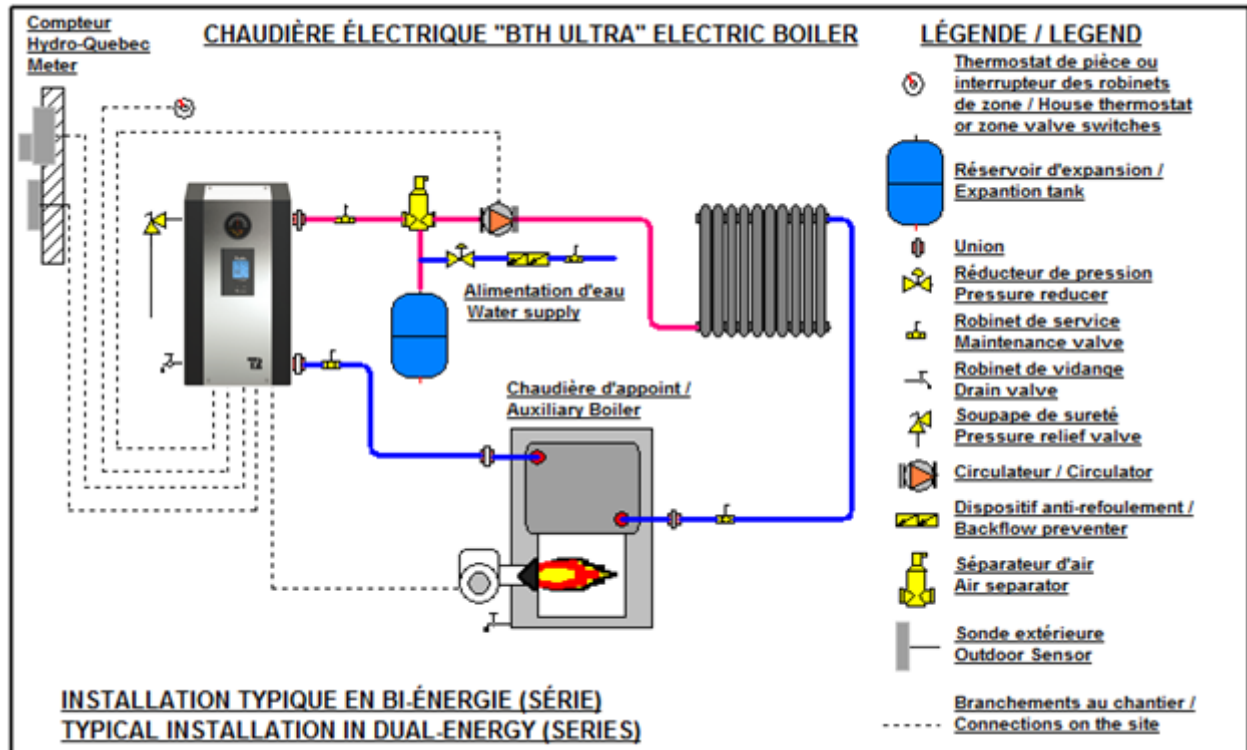 Compteur
Hydro-Quebec
Meter
CHAUDIÈRE ÉLECTRIQUE "BTH ULTRA" ELECTRIC BOILER
LÉGENDE / LEGEND
Thermostat de pièce ou
interrupteur des robinets
de zone / House thermostat
or zone valve switches
Réservoir d'expansion /
Expantion tank
Union
Réducteur de pression
Pressure reducer
Robinet de service
Maintenance valve
Robinet de vidange
Drain valve
Soupape de sureté
Pressure relief valve
Circulateur / Circulator
Dispositif anti-refoulement /
Backflow preventer
Séparateur d'air
Air separator
Sonde extérieure
Outdoor Sensor
Branchements au chantier /
Connections on the site
Alimentation d'eau
Water supply
Chaudière d'appoint /
Auxiliary Boiler
INSTALLATION TYPIQUE EN BI-ÉNERGIE (SÉRIE)
TYPICAL INSTALLATION IN DUAL-ENERGY (SERIES)